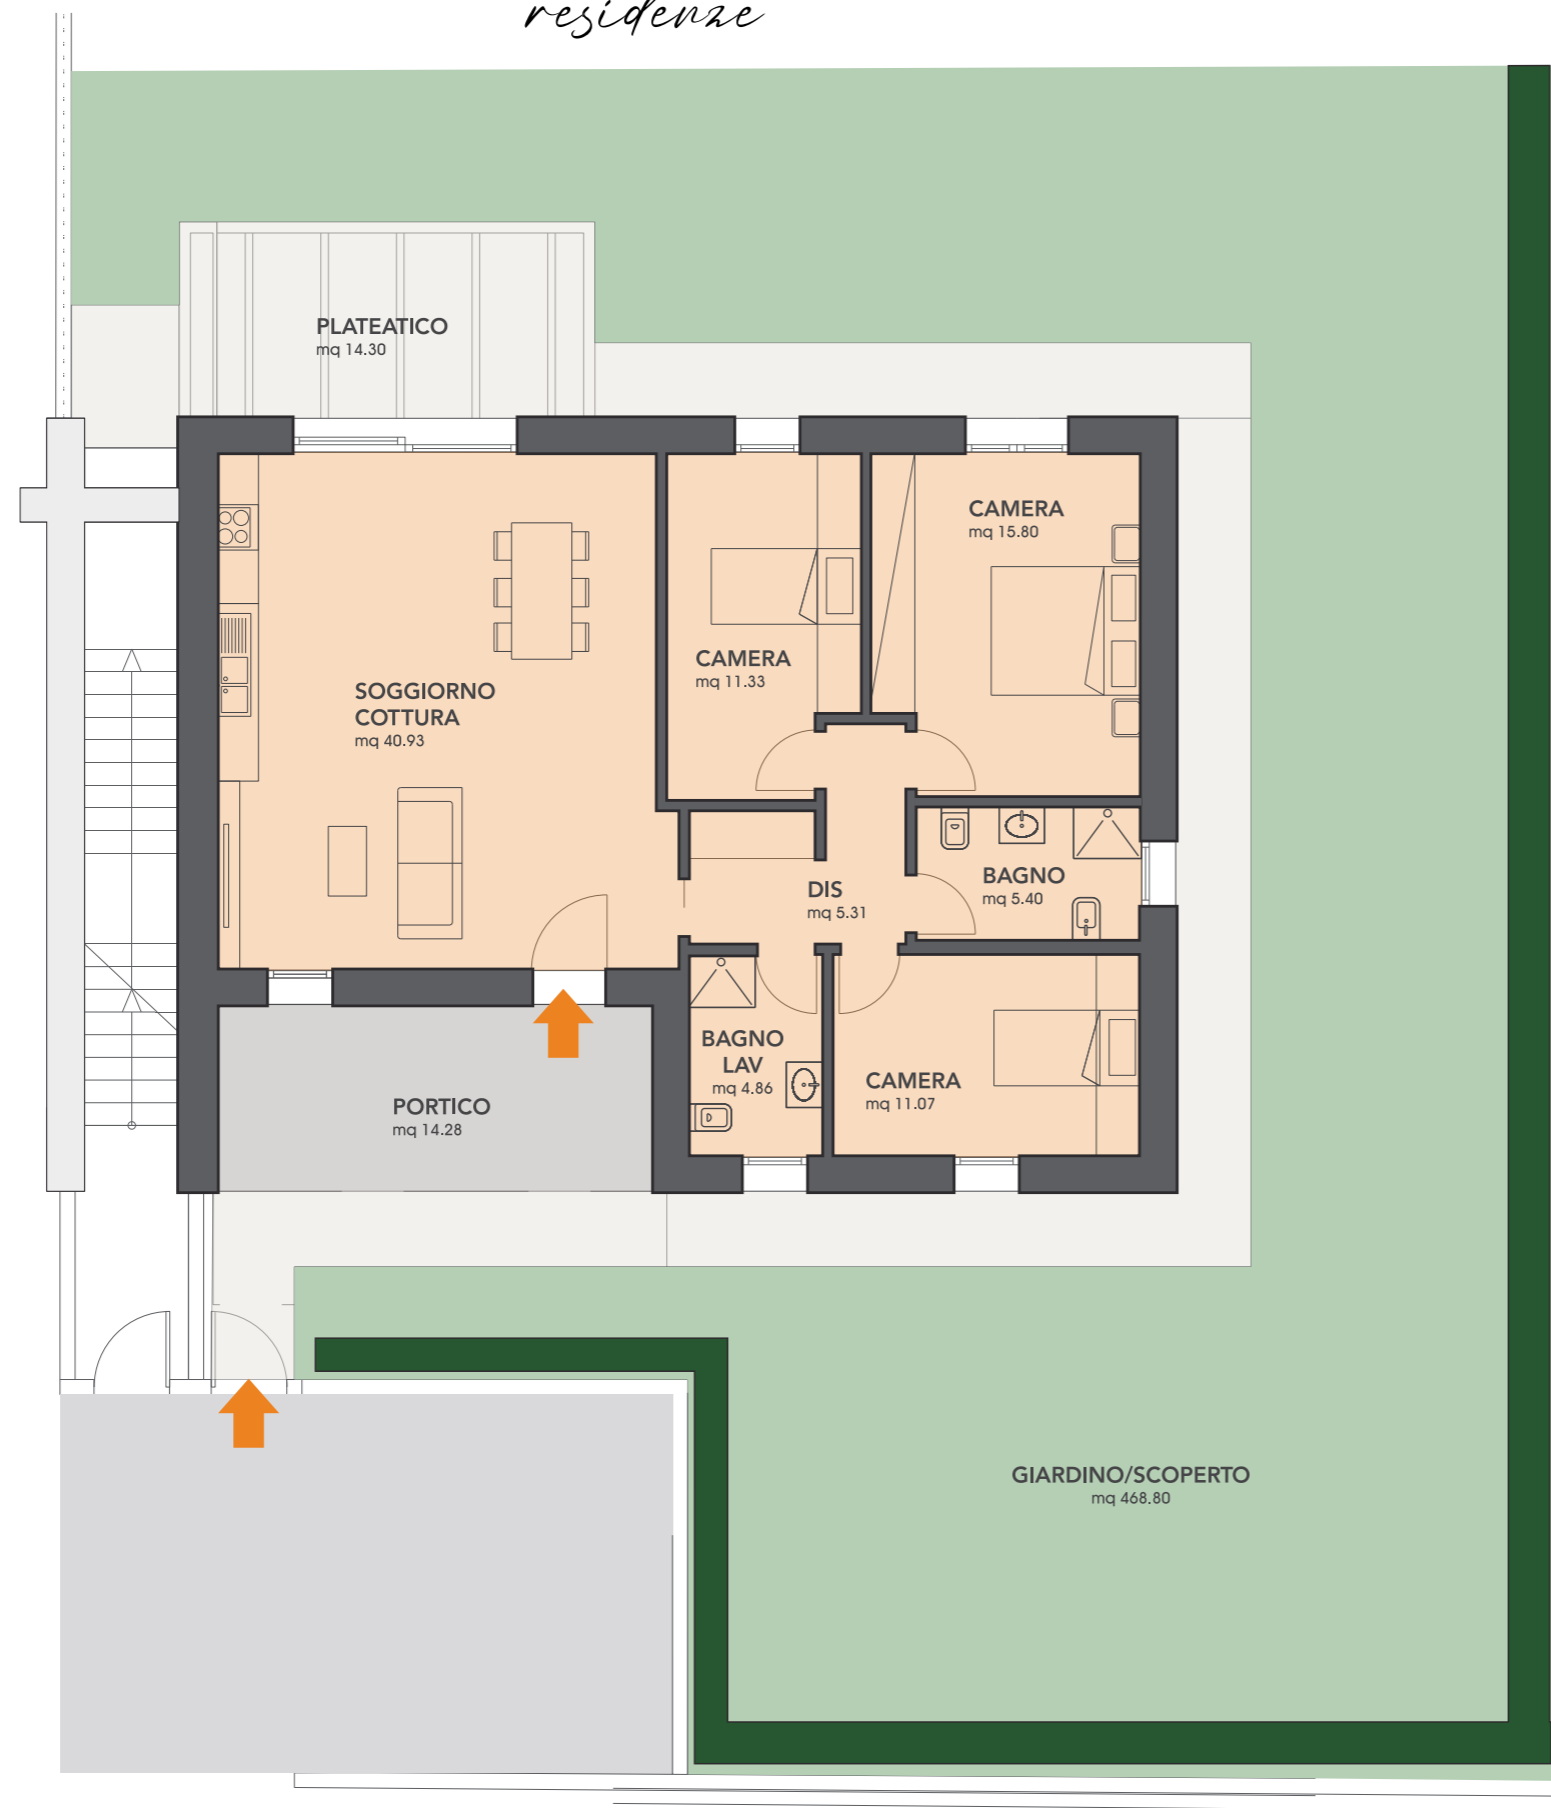 residenze
PLATEATICO
mq 14.30
CAMERA
mq 15.80
CAMERA
mq 11.33
SOGGIORNO
COTTURA
mq 40.93
BAGNO
mq 5.40
DIS
mq 5.31
BAGNO
LAV
mq 4.86
CAMERA
mq 11.07
PORTICO
mq 14.28
GIARDINO/SCOPERTO
mq 468.80